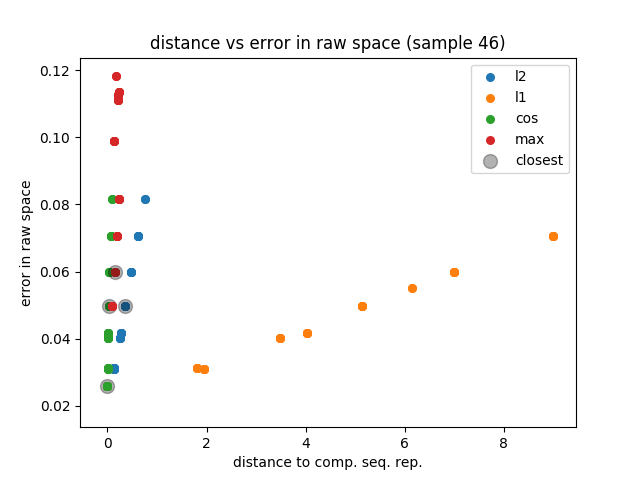 distance vs error in raw space (sample 46)
0.12
0.10
0.08
0.06
0.04
0.02
error in raw space
l2
l1
cos
max
closest
0 2 4 6 8
distance to comp. seq. rep.